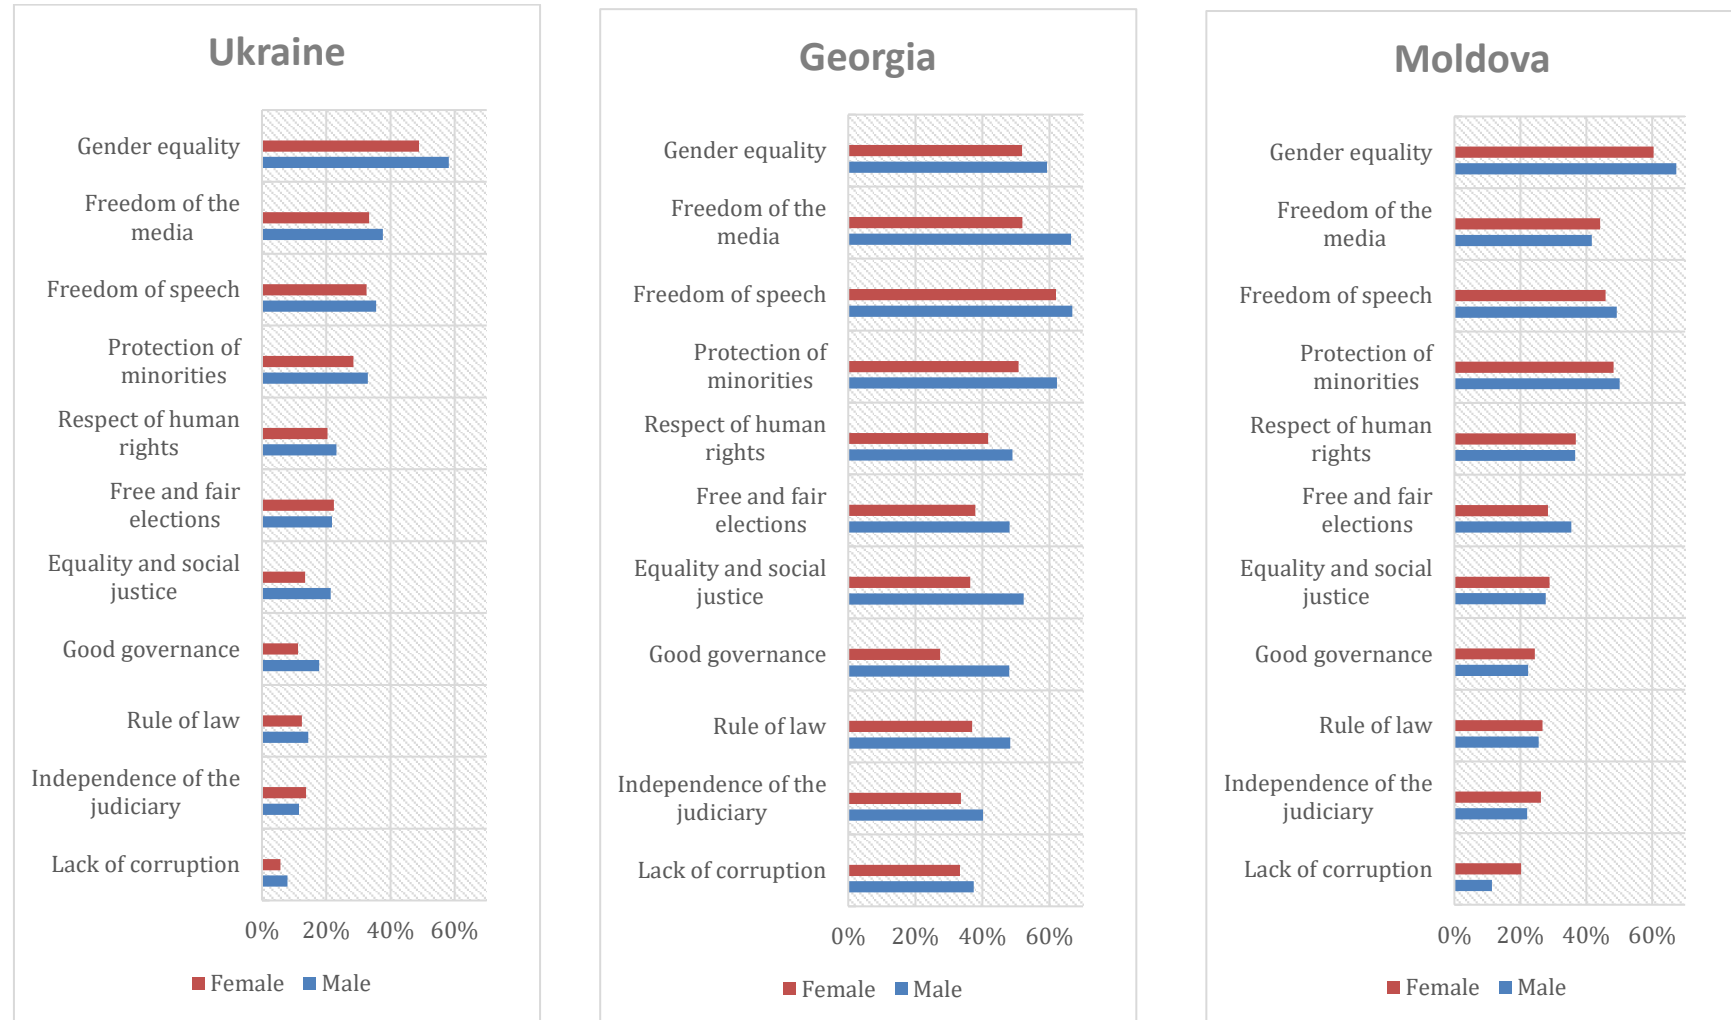 Ukraine
Gender equality
Freedom of the
media
Freedom of speech
Protection of
minorities
Respect of human
rights
Free and fair
elections
Equality and social
justice
Good governance
Rule of law
Independence of the
judiciary
Lack of corruption
0% 20% 40% 60%
Female Male
Georgia
Gender equality
Freedom of the
media
Freedom of speech
Protection of
minorities
Respect of human
rights
Free and fair
elections
Equality and social
justice
Good governance
Rule of law
Independence of the
judiciary
Lack of corruption
0% 20% 40% 60%
Female Male
Moldova
Gender equality
Freedom of the
media
Freedom of speech
Protection of
minorities
Respect of human
rights
Free and fair
elections
Equality and social
justice
Good governance
Rule of law
Independence of the
judiciary
Lack of corruption
0% 20% 40% 60%
Female Male